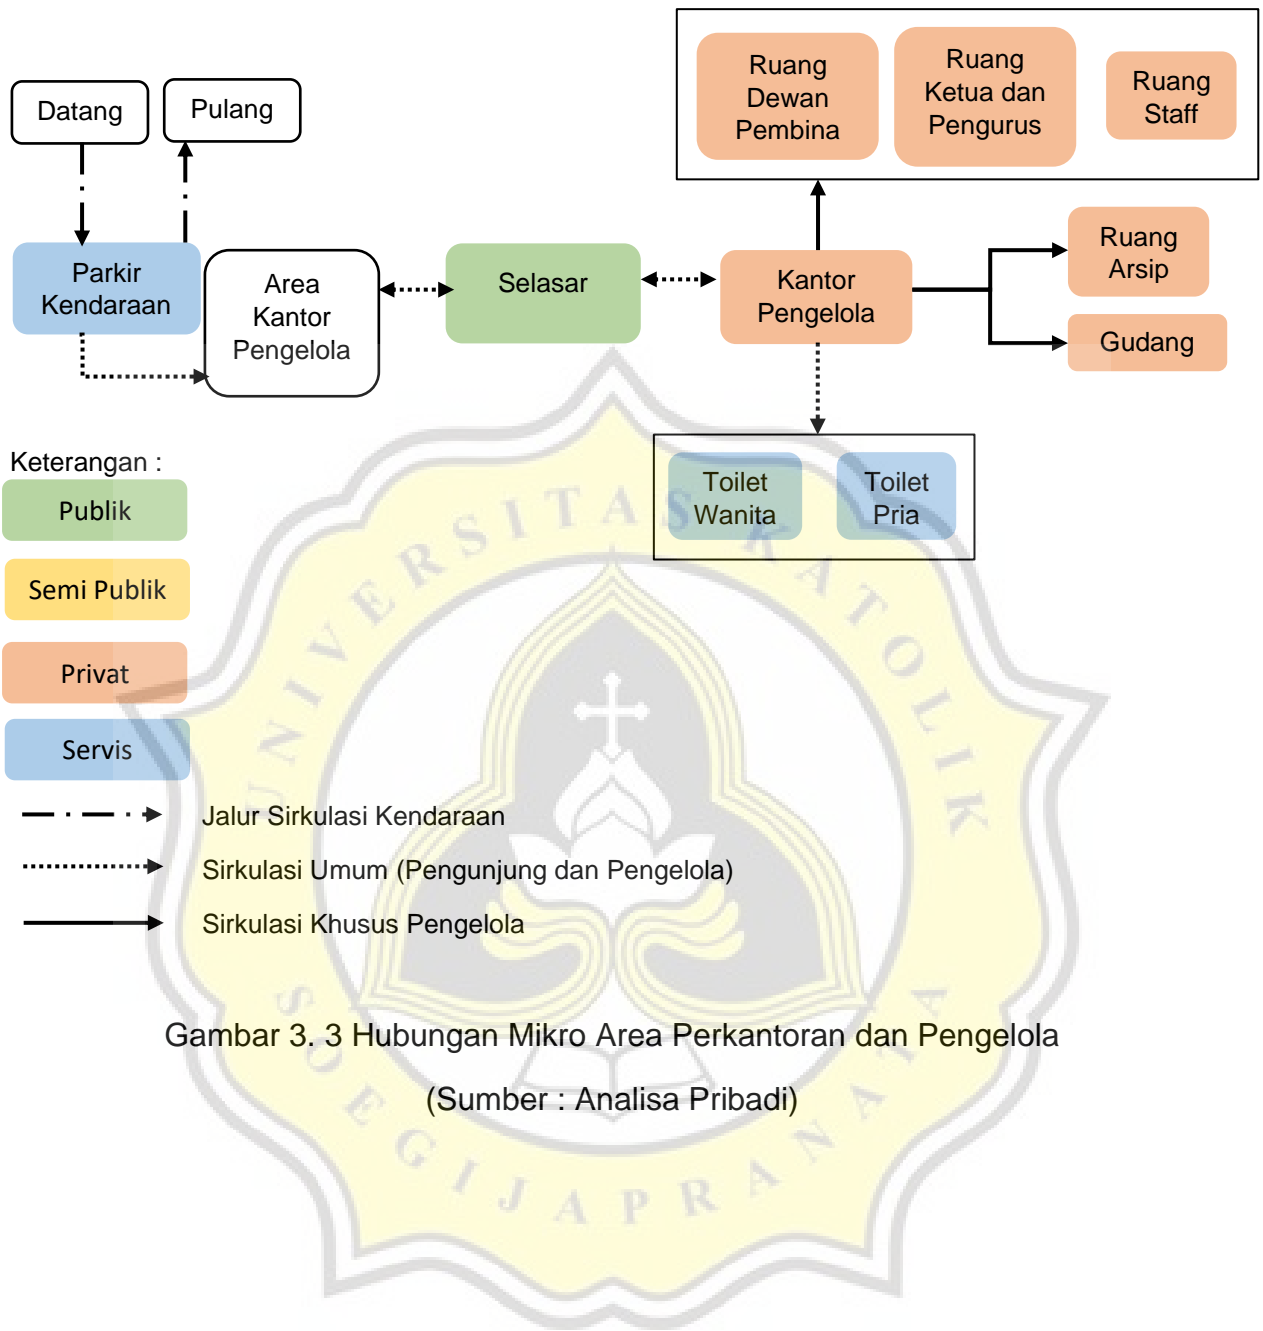 Datang
Pulang
Ruang
Dewan
Pembina
Ruang
Ketua dan
Pengurus
Ruang
Staff
Parkir
Kendaraan
Area
Kantor
Pengelola
Selasar
Kantor
Pengelola
Ruang
Arsip
Gudang
Toilet
Wanita
Toilet
Pria
Keterangan :
Publik
Semi Publik
Privat
Servis
Jalur Sirkulasi Kendaraan
Sirkulasi Umum (Pengunjung dan Pengelola)
Sirkulasi Khusus Pengelola
Gambar 3. 3 Hubungan Mikro Area Perkantoran dan Pengelola
(Sumber : Analisa Pribadi)
UNIVERSITAS KATOLIK
SOEGIJAPRANATA